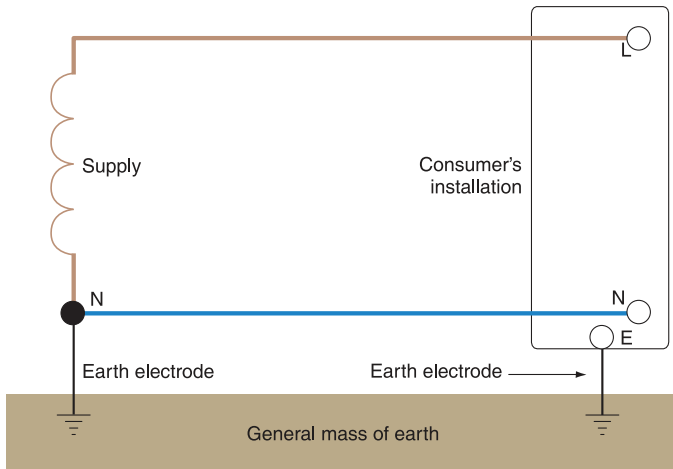 L
Supply
Consumer's
installation
N
N
E
Earth electrode
Earth electrode
General mass of earth